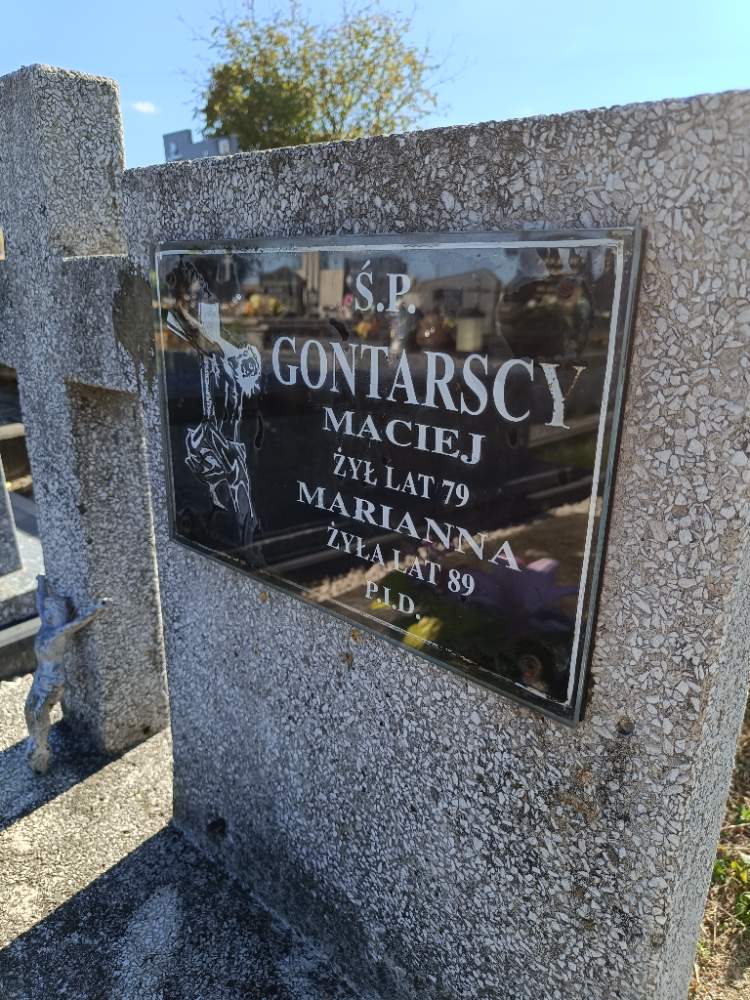 Ś.P.
GONTARSCY
MACIEJ
ŻYŁ LAT 79
MARIANNA
ŻYŁA LAT 89
P.I.D.